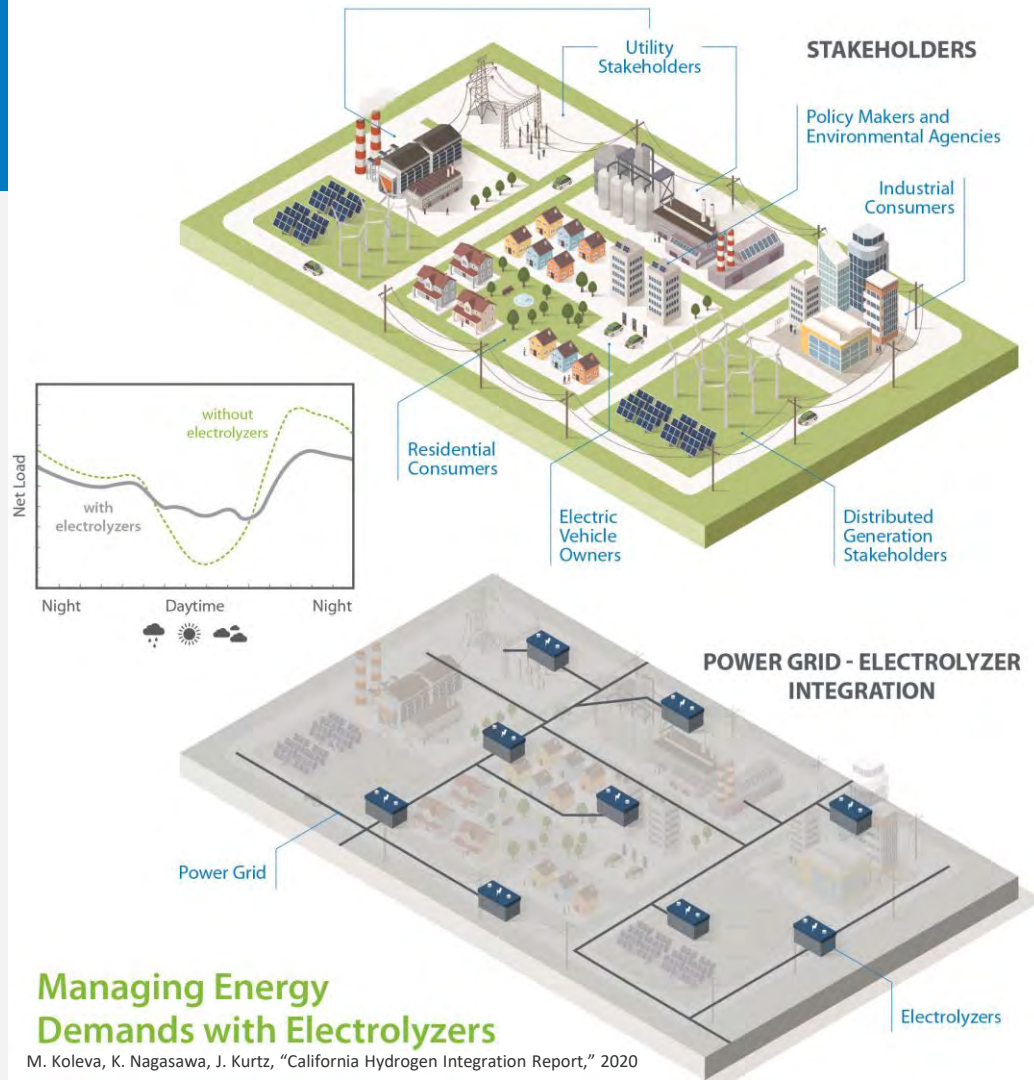 STAKEHOLDERS
Utility
Stakeholders
Policy Makers and
Environmental Agencies
Industrial
Consumers
Residential
Consumers
Electric
Vehicle
Owners
Distributed
Generation
Stakeholders
Net Load
without
electrolyzers
with
electrolyzers
Night
Daytime
Night
POWER GRID - ELECTROLYZER
INTEGRATION
Power Grid
Electrolyzers
Managing Energy
Demands with Electrolyzers
M. Koleva, K. Nagasawa, J. Kurtz, “California Hydrogen Integration Report,” 2020